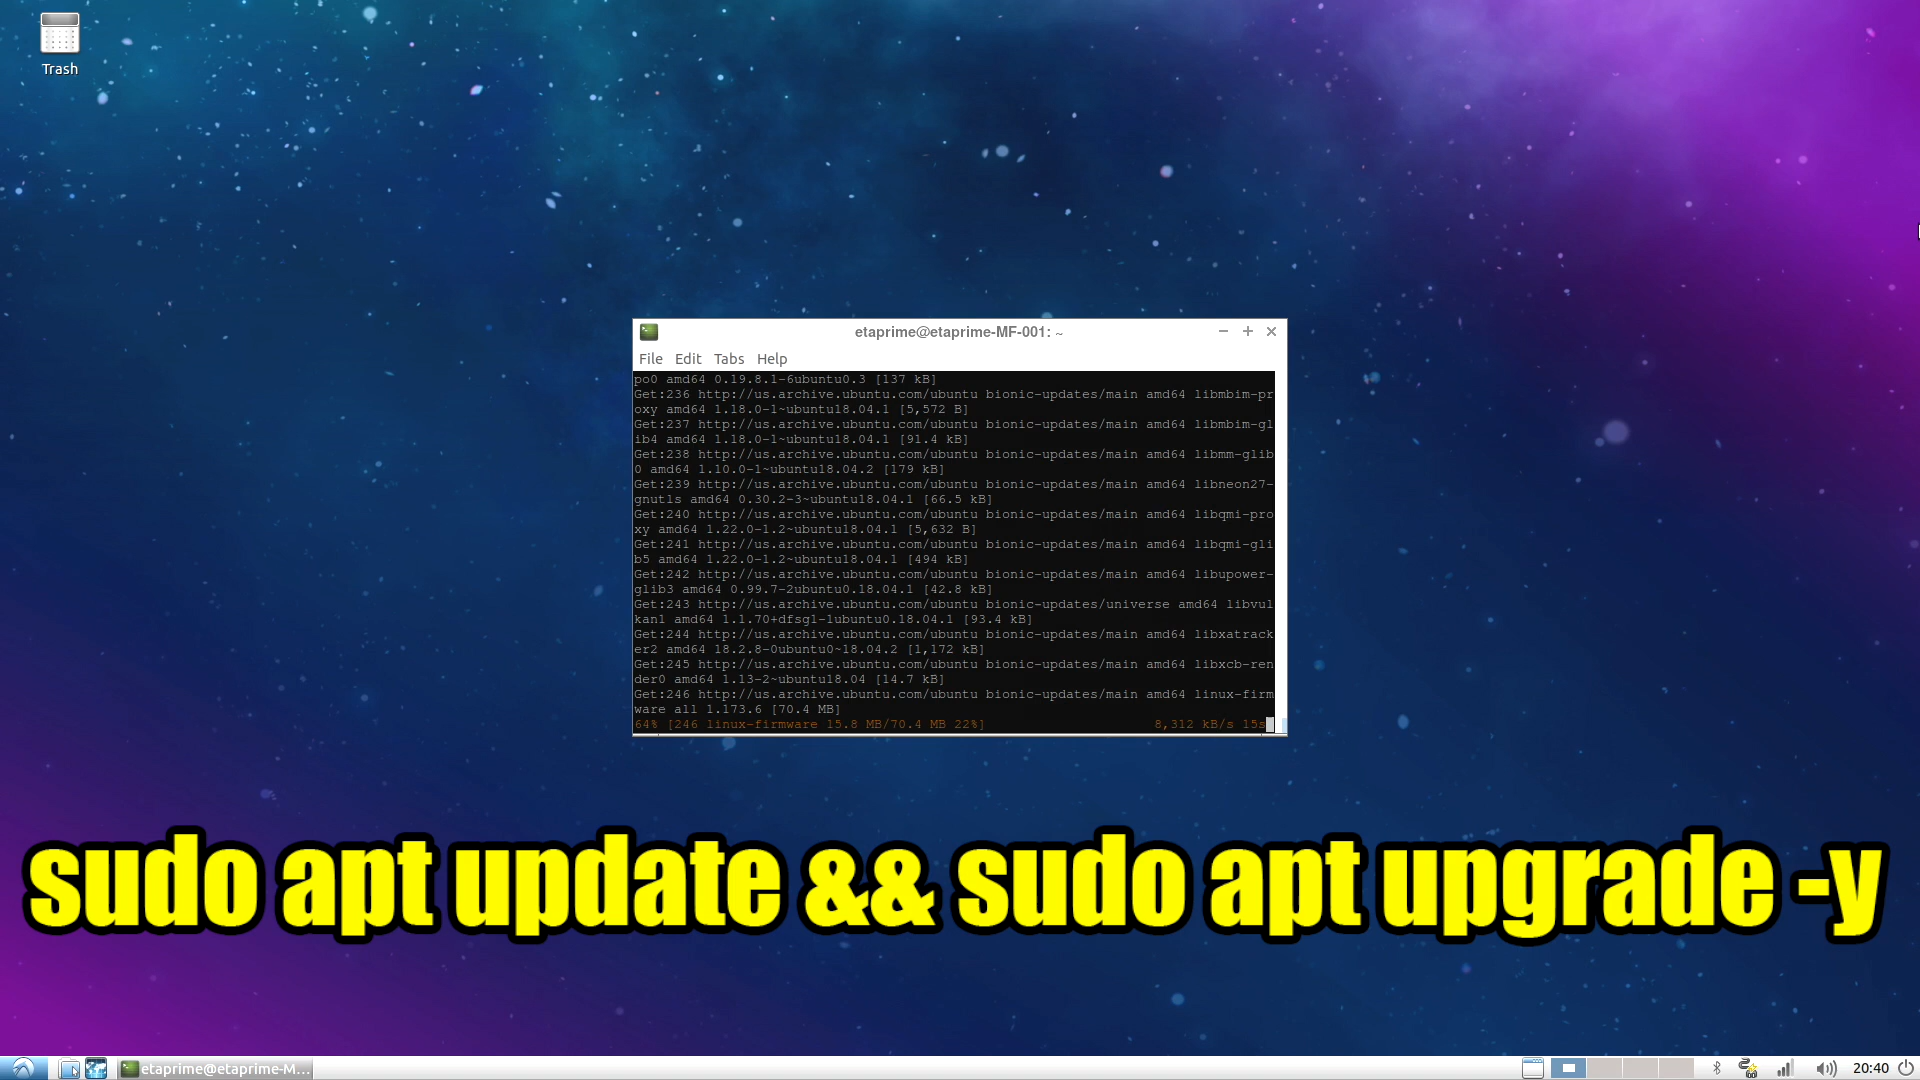 Trash
etaprime@etaprime-MF-001: ~
File Edit Tabs Help
po0 amd64 0.19.8.1-6ubuntu0.3 [137 kB]
Get:236 http://us.archive.ubuntu.com/ubuntu bionic-updates/main amd64 libmbim-pr
oxy amd64 1.18.0-1~ubuntu18.04.1 [5,572 B]
Get:237 http://us.archive.ubuntu.com/ubuntu bionic-updates/main amd64 libmbim-gl
ib4 amd64 1.18.0-1~ubuntu18.04.1 [91.4 kB]
Get:238 http://us.archive.ubuntu.com/ubuntu bionic-updates/main amd64 libmm-glib
0 amd64 1.10.0-1~ubuntu18.04.2 [179 kB]
Get:239 http://us.archive.ubuntu.com/ubuntu bionic-updates/main amd64 libneon27-
gnutls amd64 0.30.2-3~ubuntu18.04.1 [66.5 kB]
Get:240 http://us.archive.ubuntu.com/ubuntu bionic-updates/main amd64 libqmi-pro
xy amd64 1.22.0-1.2~ubuntu18.04.1 [5,632 B]
Get:241 http://us.archive.ubuntu.com/ubuntu bionic-updates/main amd64 libqmi-gli
b5 amd64 1.22.0-1.2~ubuntu18.04.1 [494 kB]
Get:242 http://us.archive.ubuntu.com/ubuntu bionic-updates/main amd64 libupower-
glib3 amd64 0.99.7-2ubuntu0.18.04.1 [42.8 kB]
Get:243 http://us.archive.ubuntu.com/ubuntu bionic-updates/universe amd64 libvul
kan1 amd64 1.1.70+dfsg1-1ubuntu0.18.04.1 [93.4 kB]
Get:244 http://us.archive.ubuntu.com/ubuntu bionic-updates/main amd64 libxatrack
er2 amd64 18.2.8-0ubuntu0~18.04.2 [1,172 kB]
Get:245 http://us.archive.ubuntu.com/ubuntu bionic-updates/main amd64 libxcb-ren
der0 amd64 1.13-2~ubuntu18.04 [14.7 kB]
Get:246 http://us.archive.ubuntu.com/ubuntu bionic-updates/main amd64 linux-firm
ware all 1.173.6 [70.4 MB]
64% [246 linux-firmware 15.8 MB/70.4 MB 22%] 8,312 kB/s 15s
sudo apt update && sudo apt upgrade -y
etaprime@etaprime-M...
20:40